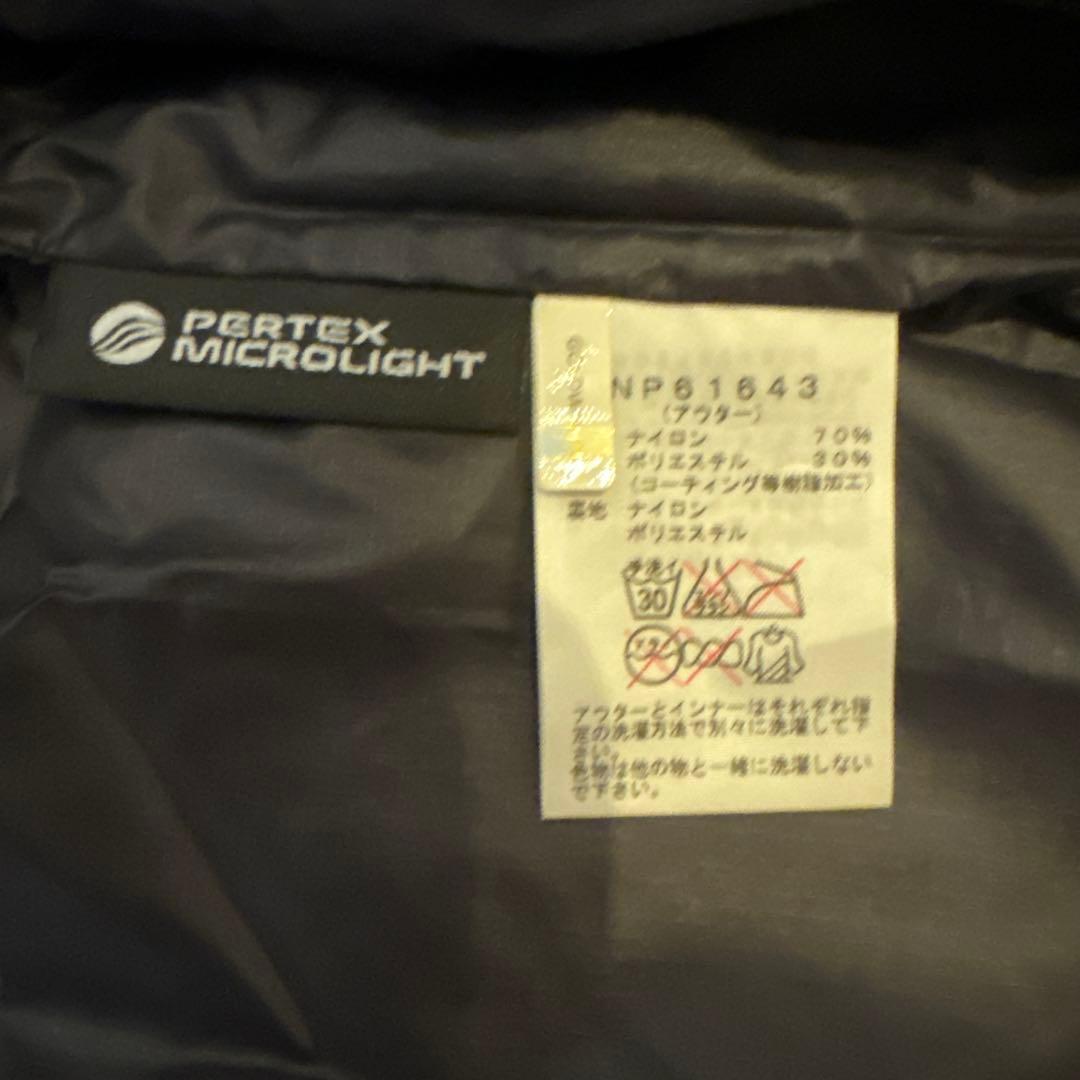 PERTEX
MICROLIGHT
NP61643
(アウター)
ナイロン 70%
ポリエステル 30%
(コーティング等樹脂加工)
裏地 ナイロン
ポリエステル
手洗イ
30
アウターとインナーはそれぞれ指
定の洗濯方法で別々に洗濯して下
さい。
色物は他の物と一緒に洗濯しない
で下さい。